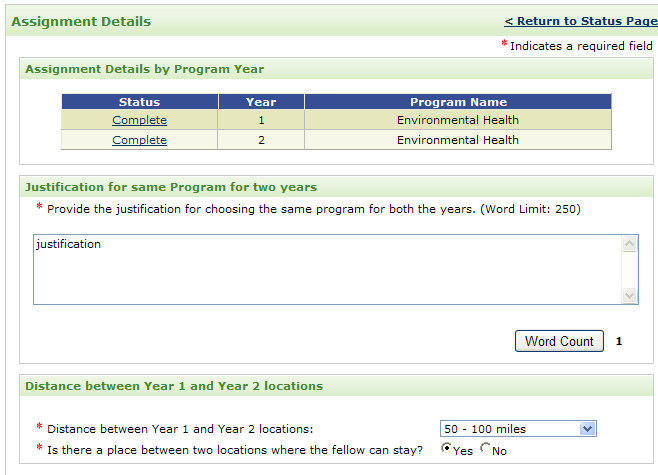 Assignment Details
< Return to Status Page
* Indicates a required field
Assignment Details by Program Year
Status Year Program Name
Complete 1 Environmental Health
Complete 2 Environmental Health
Justification for same Program for two years
* Provide the justification for choosing the same program for both the years. (Word Limit: 250)
justification
Word Count 1
Distance between Year 1 and Year 2 locations
* Distance between Year 1 and Year 2 locations: 50 - 100 miles
* Is there a place between two locations where the fellow can stay? Yes No